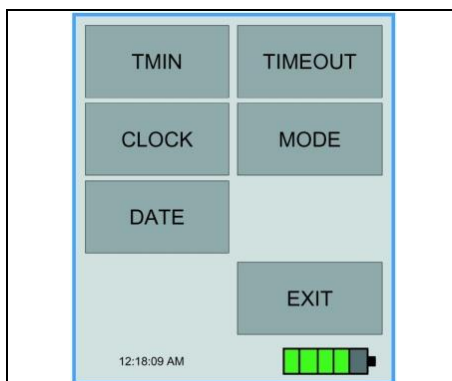 TMIN TIMEOUT
CLOCK MODE
DATE
EXIT
12:18:09 AM